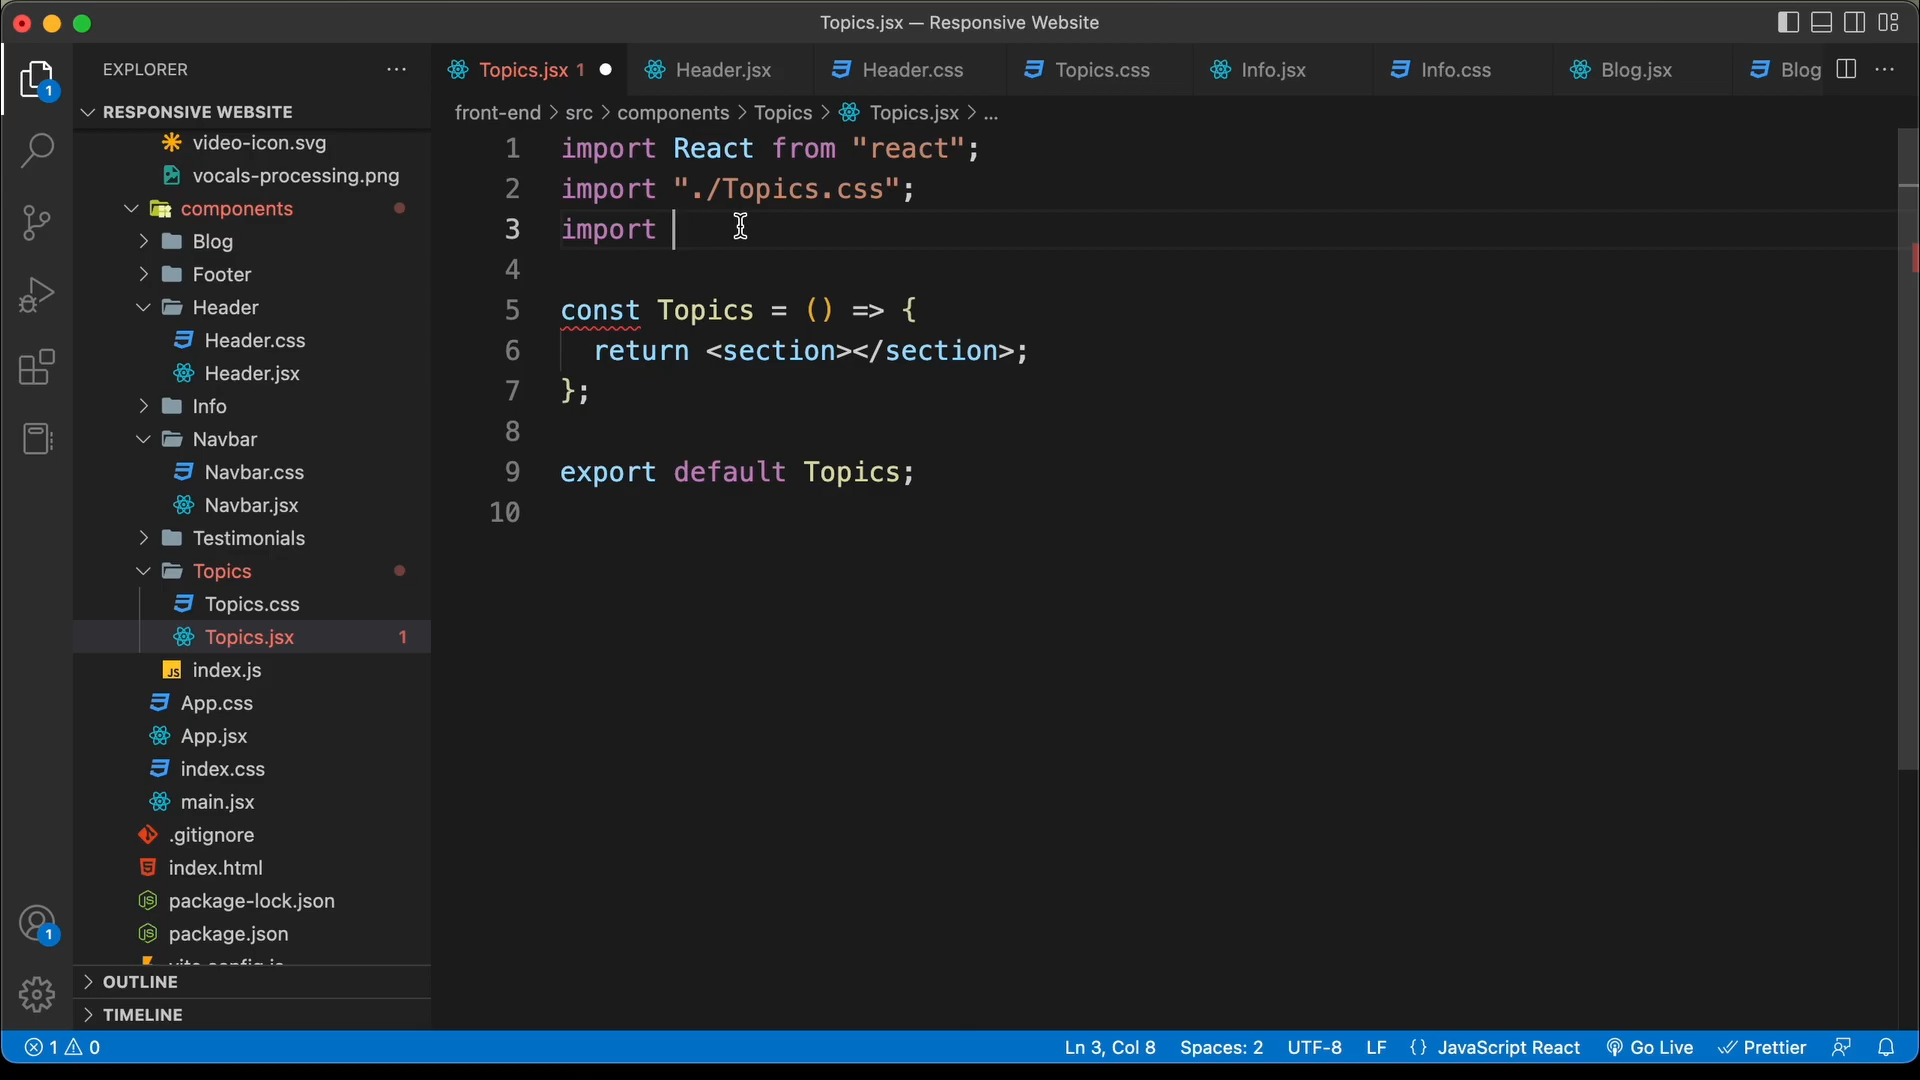 Topics.jsx — Responsive Website
EXPLORER
RESPONSIVE WEBSITE
video-icon.svg
vocals-processing.png
components
Blog
Footer
Header
Header.css
Header.jsx
Info
Navbar
Navbar.css
Navbar.jsx
Testimonials
Topics
Topics.css
Topics.jsx 1
index.js
App.css
App.jsx
index.css
main.jsx
.gitignore
index.html
package-lock.json
package.json
OUTLINE
TIMELINE
1
1
Topics.jsx 1
Header.jsx
Header.css
Topics.css
Info.jsx
Info.css
Blog.jsx
Blog
front-end > src > components > Topics > Topics.jsx > ...
1 import React from "react";
2 import "./Topics.css";
3 import
4
5 const Topics = () => {
6 return <section></section>;
7 };
8
9 export default Topics;
10
1 0
Ln 3, Col 8 Spaces: 2 UTF-8 LF {} JavaScript React Go Live Prettier